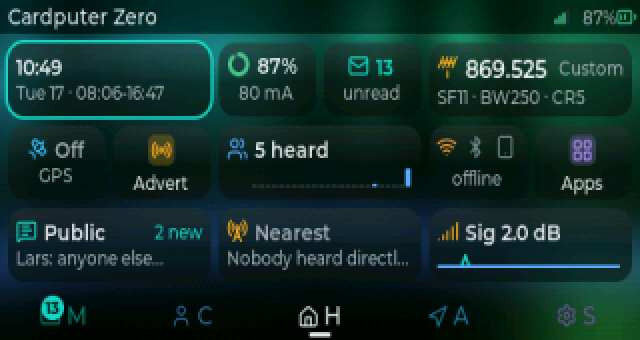 Cardputer Zero 87%
10:49
Tue 17 · 08:06-16:47
87%
80 mA
13
unread
869.525 Custom
SF11 · BW250 · CR5
Off
GPS
Advert
5 heard
offline
Apps
Public 2 new
Lars: anyone else...
Nearest
Nobody heard directl...
Sig 2.0 dB
13 M C H A S